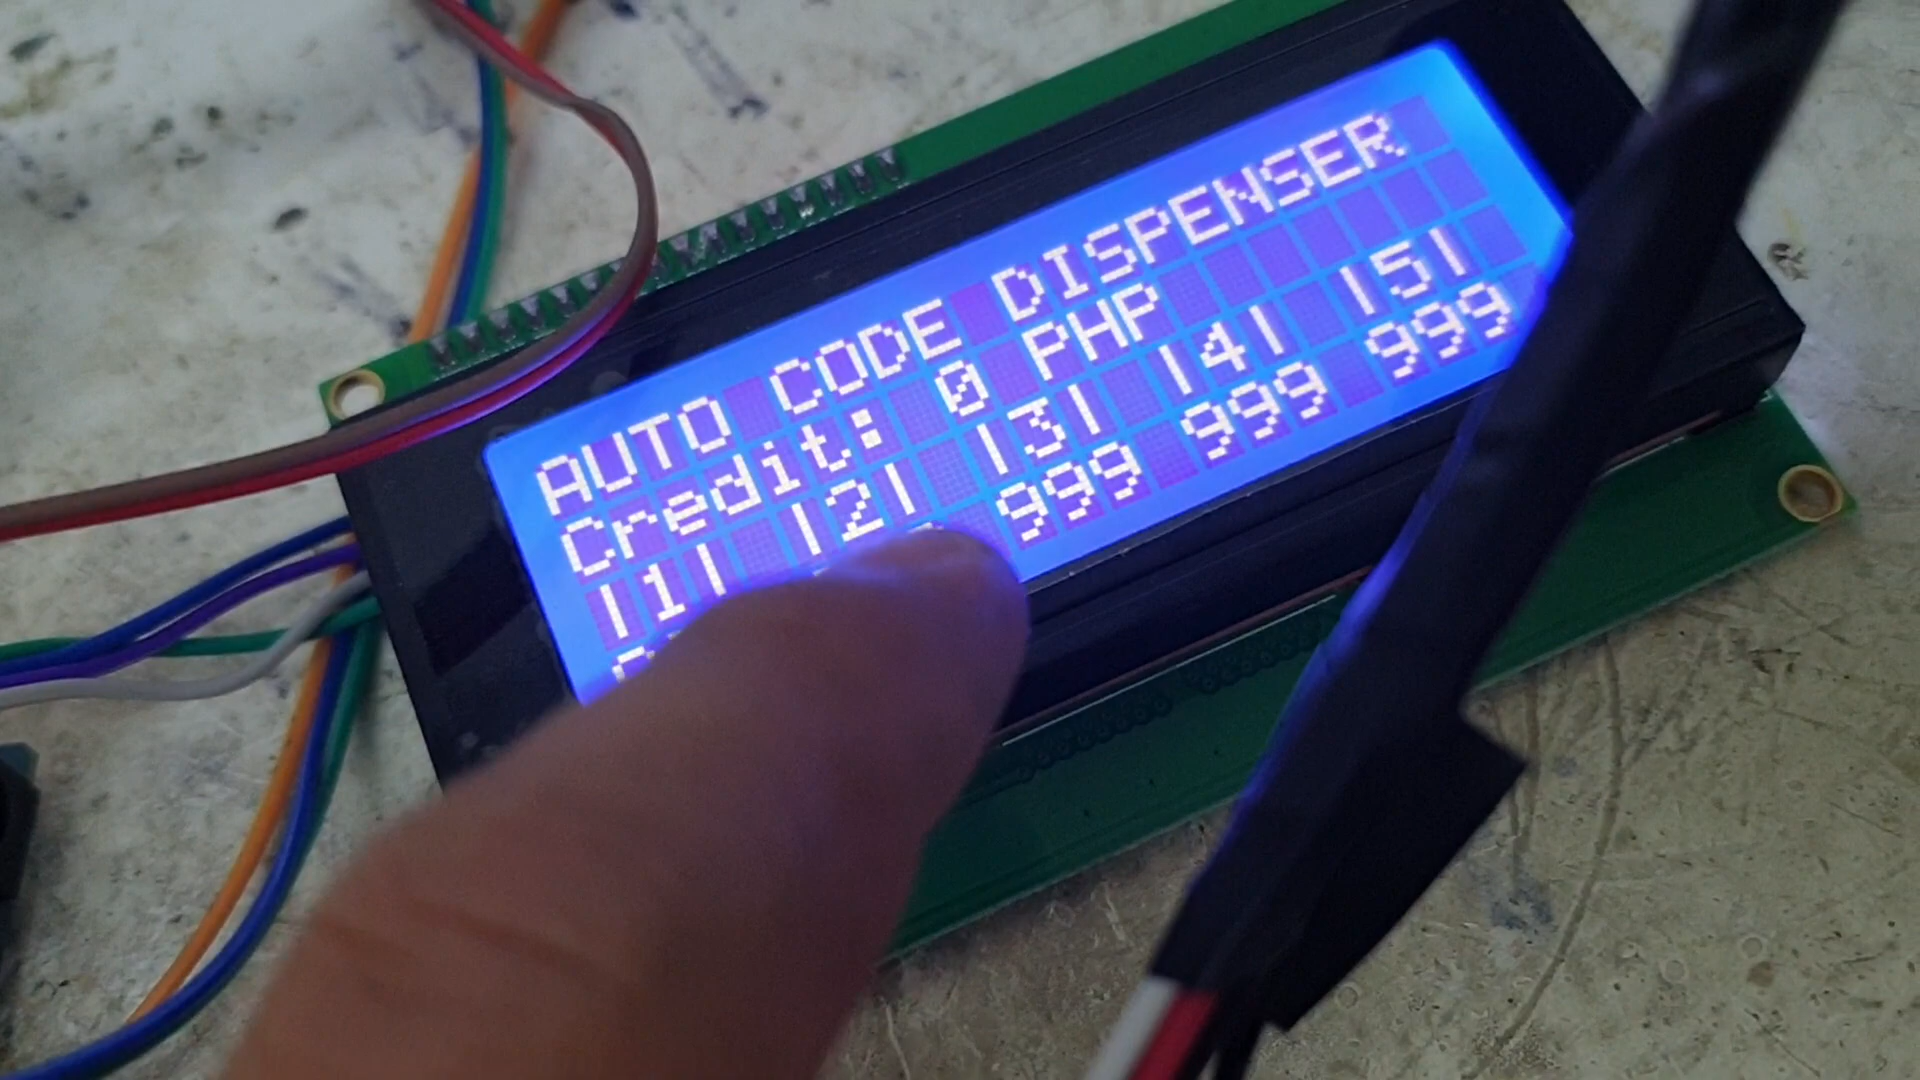 AUTO CODE DISPENSER
Credit: 0 PHP
|1| |2| |3| |4| |5|
999 999 999